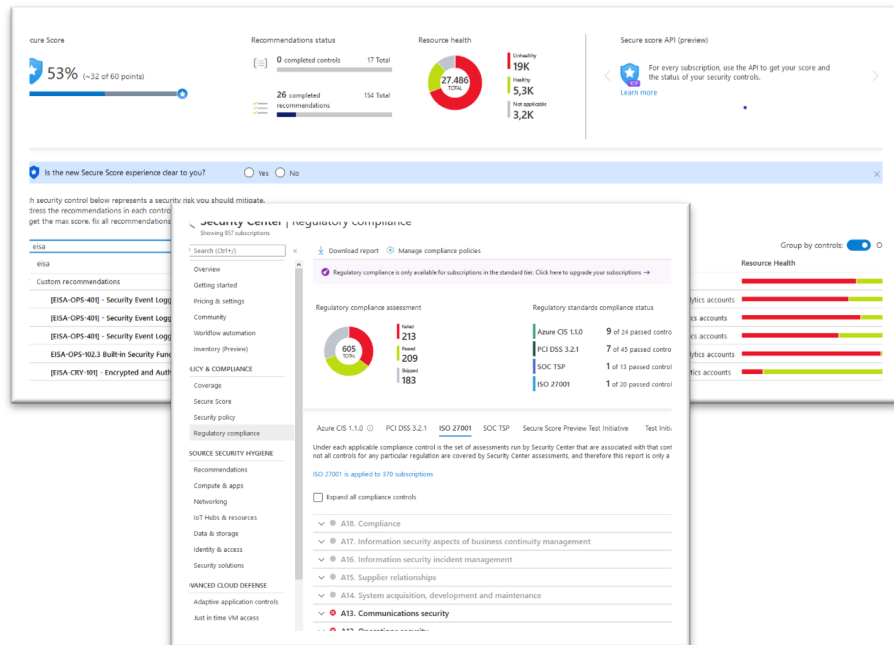 cure Score
53% (~32 of 60 points)
Recommendations status
0 completed controls 17 Total
26 completed recommendations 154 Total
Resource health
27.486
TOTAL
Unhealthy
19K
Healthy
5,3K
Not applicable
3,2K
Secure score API (preview)
For every subscription, use the API to get your score and
the status of your security controls.
Learn more
Is the new Secure Score experience clear to you? Yes No
h security control below represents a security risk you should mitigate.
dress the recommendations in each contro
get the max score, fix all recommendations
eisa
Group by controls: O
Resource Health
eisa
Custom recommendations
[EISA-OPS-401] - Security Event Logg
[EISA-OPS-401] - Security Event Logg
[EISA-OPS-401] - Security Event Logg
EISA-OPS-102.3 Built-in Security Func
[EISA-CRY-101] - Encrypted and Auth
lytics accounts
cs accounts
tics accounts
lytics accounts
tics accounts
Security Center | Regulatory compliance
Showing 957 subscriptions
Search (Ctrl+/)
Overview
Getting started
Pricing & settings
Community
Workflow automation
Inventory (Preview)
LICY & COMPLIANCE
Coverage
Secure Score
Security policy
Regulatory compliance
SOURCE SECURITY HYGIENE
Recommendations
Compute & apps
Networking
IoT Hubs & resources
Data & storage
Identity & access
Security solutions
VANCED CLOUD DEFENSE
Adaptive application controls
Just in time VM access
Download report Manage compliance policies
Regulatory compliance is only available for subscriptions in the standard tier. Click here to upgrade your subscriptions →
Regulatory compliance assessment
605
TOTAL
Failed
213
Passed
209
Skipped
183
Regulatory standards compliance status
Azure CIS 1.1.0 9 of 24 passed contro
PCI DSS 3.2.1 7 of 45 passed contro
SOC TSP 1 of 13 passed control
ISO 27001 1 of 20 passed control
Azure CIS 1.1.0 PCI DSS 3.2.1 ISO 27001 SOC TSP Secure Score Preview Test Initiative Test Initi
Under each applicable compliance control is the set of assessments run by Security Center that are associated with that con
not all controls for any particular regulation are covered by Security Center assessments, and therefore this report is only a
ISO 27001 is applied to 370 subscriptions
Expand all compliance controls
A18. Compliance
A17. Information security aspects of business continuity management
A16. Information security incident management
A15. Supplier relationships
A14. System acquisition, development and maintenance
A13. Communications security
A12. Operations security